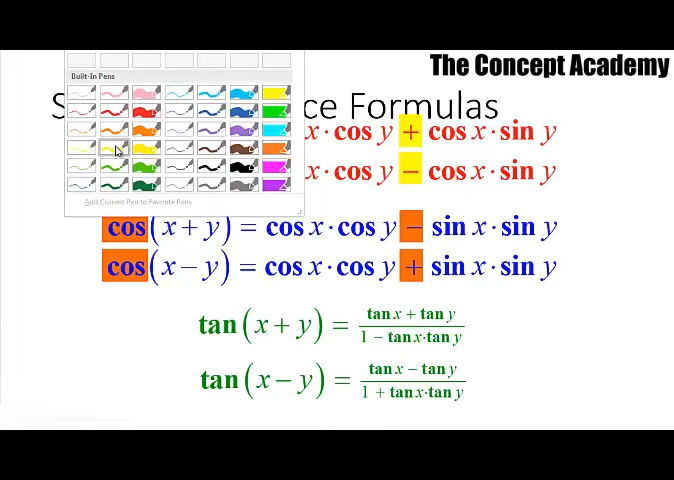 The Concept Academy
Built-In Pens
S ce Formulas
x · cos y + cos x · sin y
x · cos y − cos x · sin y
Add Current Pen to Favorite Pens
cos(x + y) = cos x · cos y − sin x · sin y
cos(x − y) = cos x · cos y + sin x · sin y
tan(x + y) = tan x + tan y / 1 − tan x·tan y
tan(x − y) = tan x − tan y / 1 + tan x·tan y